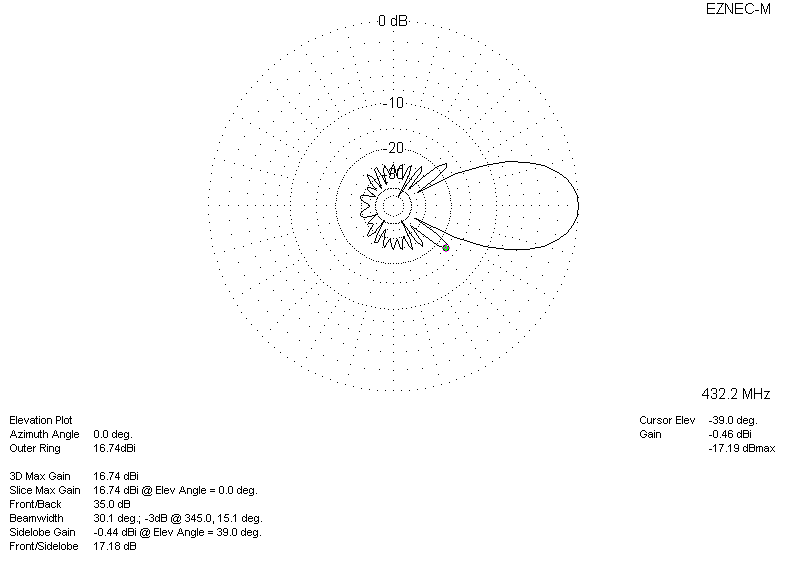 EZNEC-M
0 dB
-10
-20
-30
432.2 MHz
Elevation Plot
Azimuth Angle 0.0 deg.
Outer Ring 16.74dBi
Cursor Elev -39.0 deg.
Gain -0.46 dBi
-17.19 dBmax
3D Max Gain 16.74 dBi
Slice Max Gain 16.74 dBi @ Elev Angle = 0.0 deg.
Front/Back 35.0 dB
Beamwidth 30.1 deg.; -3dB @ 345.0, 15.1 deg.
Sidelobe Gain -0.44 dBi @ Elev Angle = 39.0 deg.
Front/Sidelobe 17.18 dB